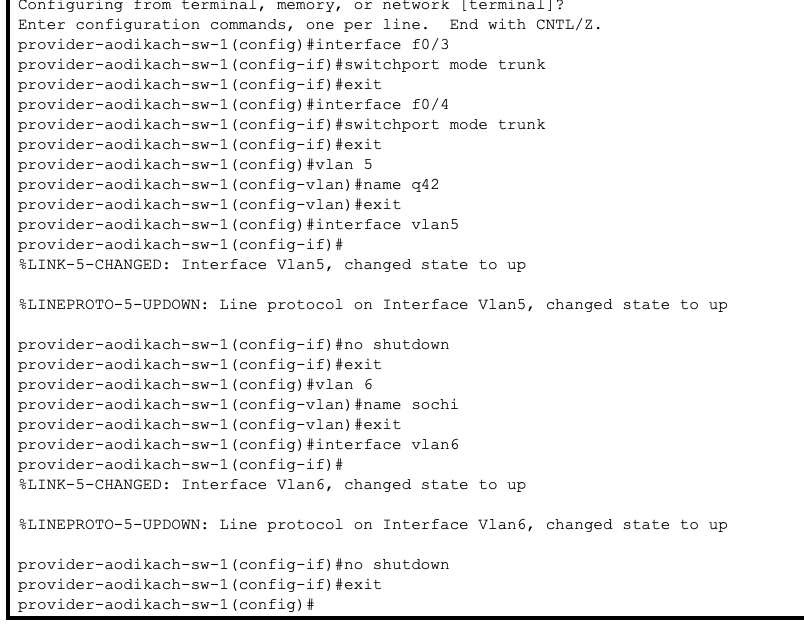 Configuring from terminal, memory, or network [terminal]?
Enter configuration commands, one per line.  End with CNTL/Z.
provider-aodikach-sw-1(config)#interface f0/3
provider-aodikach-sw-1(config-if)#switchport mode trunk
provider-aodikach-sw-1(config-if)#exit
provider-aodikach-sw-1(config)#interface f0/4
provider-aodikach-sw-1(config-if)#switchport mode trunk
provider-aodikach-sw-1(config-if)#exit
provider-aodikach-sw-1(config)#vlan 5
provider-aodikach-sw-1(config-vlan)#name q42
provider-aodikach-sw-1(config-vlan)#exit
provider-aodikach-sw-1(config)#interface vlan5
provider-aodikach-sw-1(config-if)#
%LINK-5-CHANGED: Interface Vlan5, changed state to up

%LINEPROTO-5-UPDOWN: Line protocol on Interface Vlan5, changed state to up

provider-aodikach-sw-1(config-if)#no shutdown
provider-aodikach-sw-1(config-if)#exit
provider-aodikach-sw-1(config)#vlan 6
provider-aodikach-sw-1(config-vlan)#name sochi
provider-aodikach-sw-1(config-vlan)#exit
provider-aodikach-sw-1(config)#interface vlan6
provider-aodikach-sw-1(config-if)#
%LINK-5-CHANGED: Interface Vlan6, changed state to up

%LINEPROTO-5-UPDOWN: Line protocol on Interface Vlan6, changed state to up

provider-aodikach-sw-1(config-if)#no shutdown
provider-aodikach-sw-1(config-if)#exit
provider-aodikach-sw-1(config)#